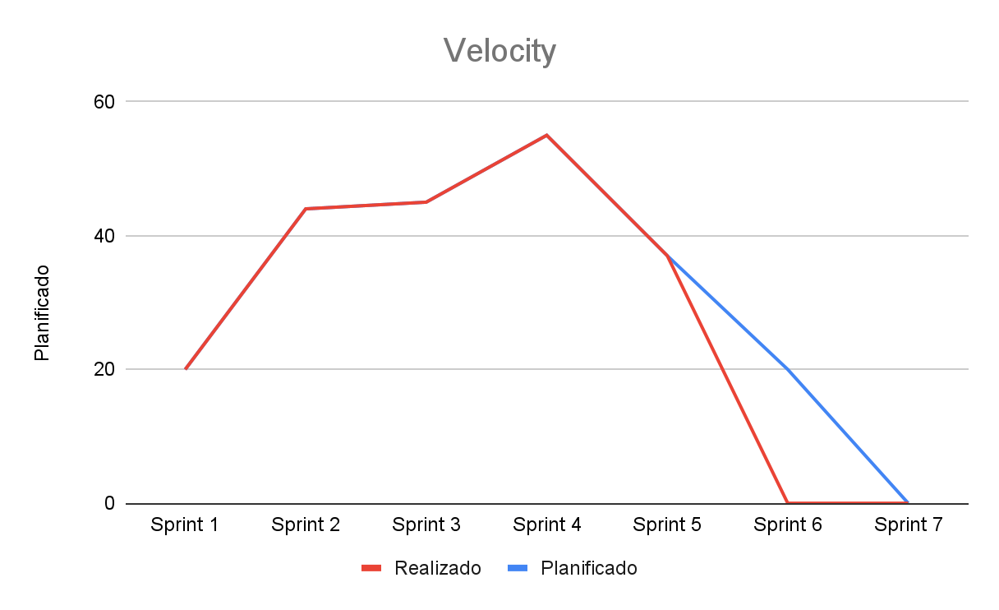 Velocity
60
40
20
0
Planificado
Sprint 1 Sprint 2 Sprint 3 Sprint 4 Sprint 5 Sprint 6 Sprint 7
Realizado Planificado